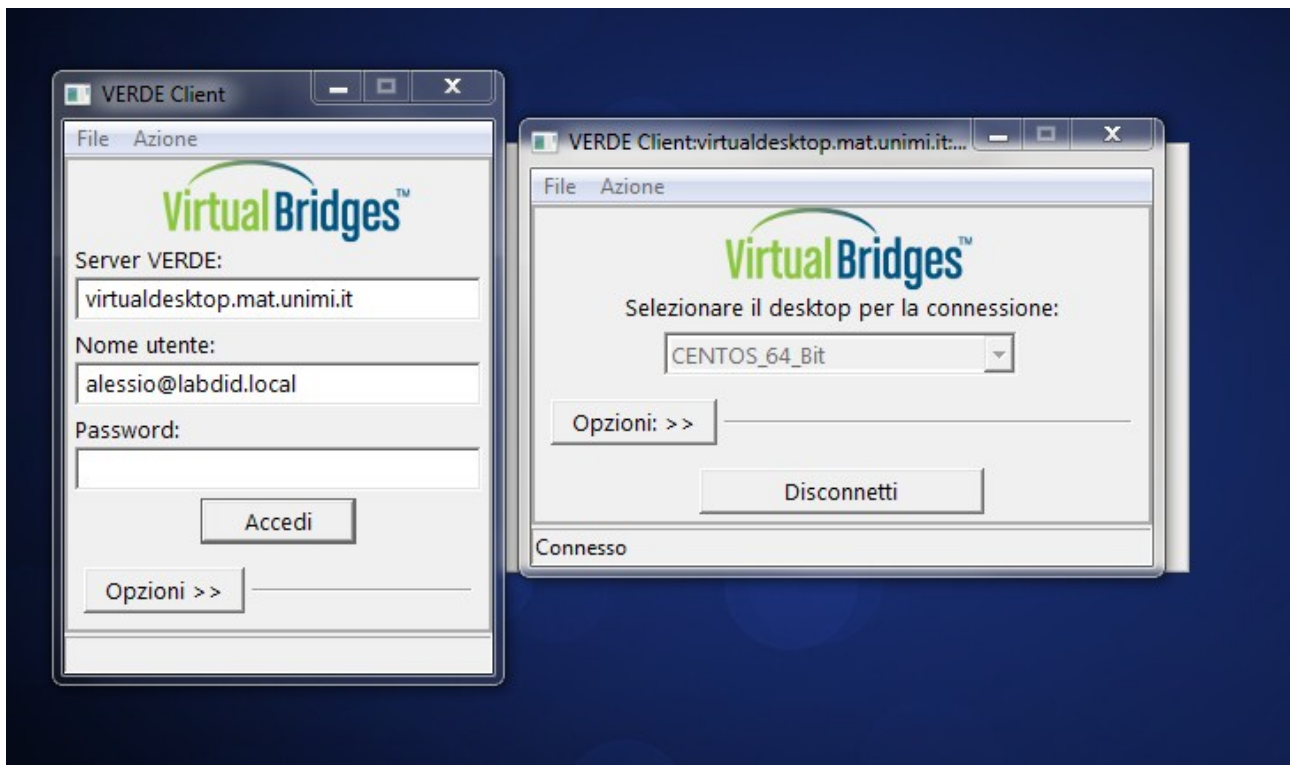 VERDE Client
File Azione
VirtualBridges™
Server VERDE:
virtualdesktop.mat.unimi.it
Nome utente:
alessio@labdid.local
Password:
Accedi
Opzioni >>
VERDE Client:virtualdesktop.mat.unimi.it:...
File Azione
VirtualBridges™
Selezionare il desktop per la connessione:
CENTOS_64_Bit
Opzioni: >>
Disconnetti
Connesso